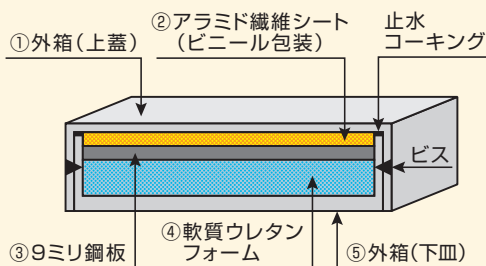 ①外箱(上蓋)
②アラミド繊維シート
(ビニール包装)
止水
コーキング
ビス
③9ミリ鋼板
④軟質ウレタン
フォーム
⑤外箱(下皿)